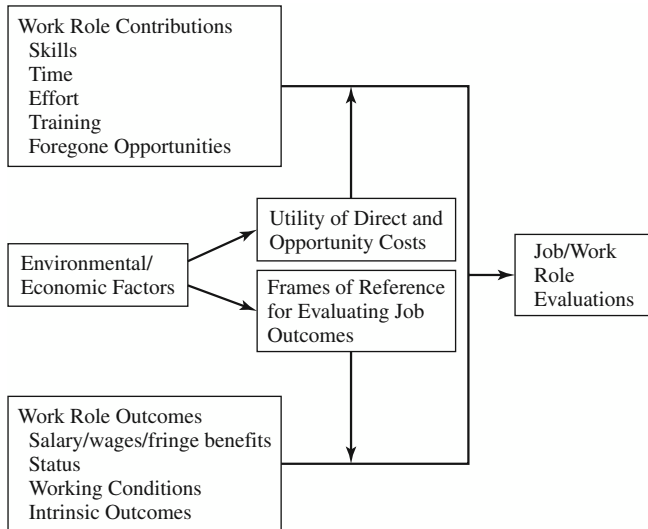 Work Role Contributions
Skills
Time
Effort
Training
Foregone Opportunities
Utility of Direct and
Opportunity Costs
Environmental/
Economic Factors
Frames of Reference
for Evaluating Job
Outcomes
Job/Work
Role
Evaluations
Work Role Outcomes
Salary/wages/fringe benefits
Status
Working Conditions
Intrinsic Outcomes